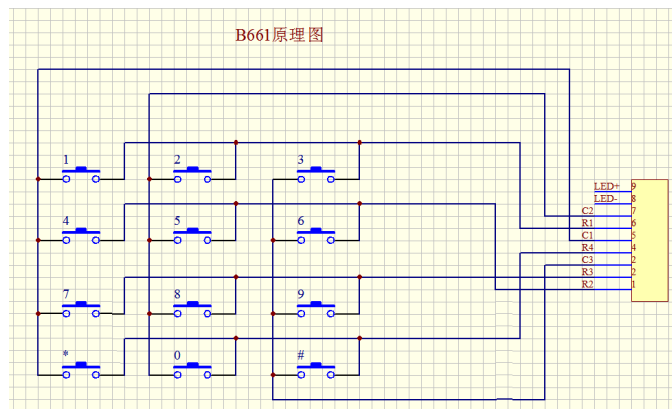 B661原理图
1 2 3
4 5 6
7 8 9
* 0 #
LED+ 9
LED- 8
C2 7
R1 6
C1 5
R4 4
C3 2
R3 2
R2 1